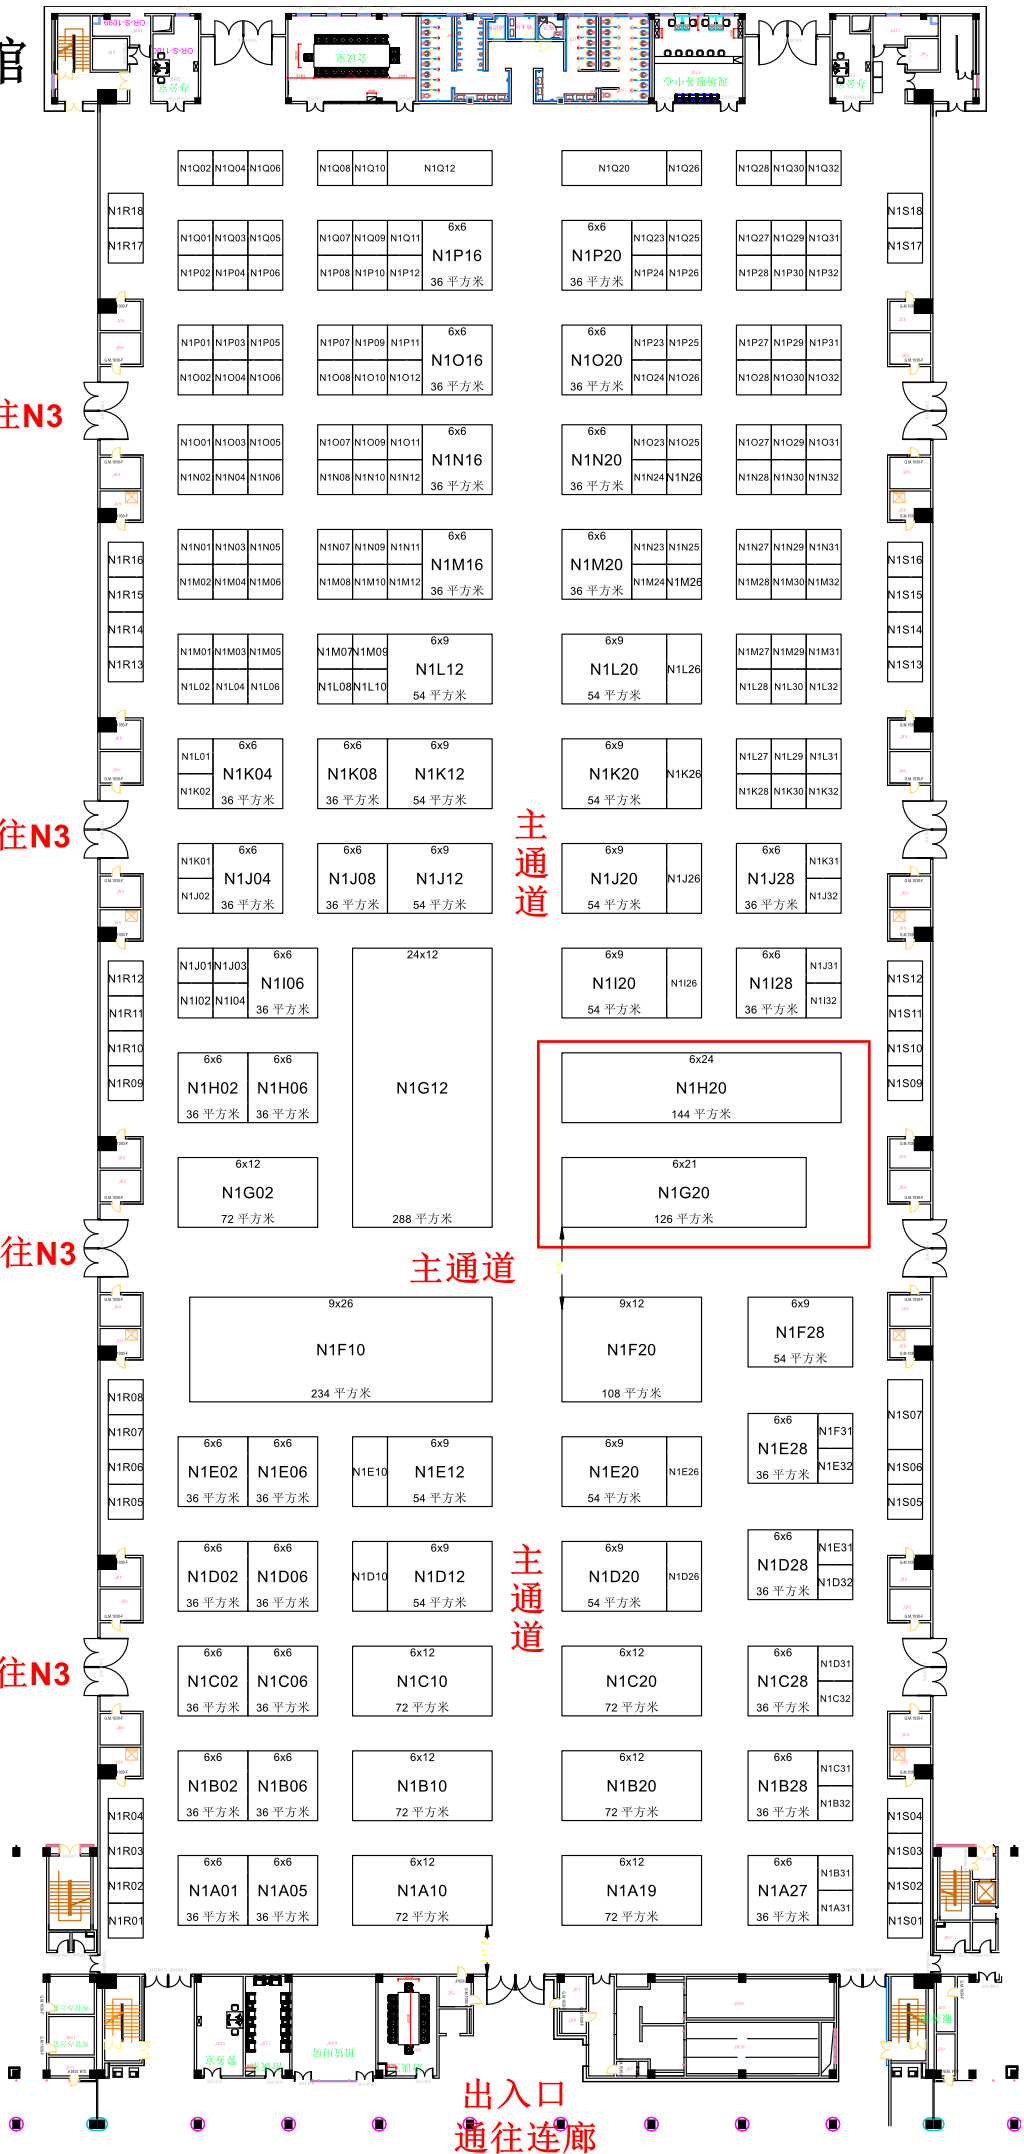 馆
QR-S-1099
QR-S-1100
办公室
会议室
现场服务中心
办公室
N1Q02 N1Q04 N1Q06 N1Q08 N1Q10 N1Q12 N1Q20 N1Q26 N1Q28 N1Q30 N1Q32
N1R18 N1S18
N1R17 N1S17
6x6 6x6
N1Q01 N1Q03 N1Q05 N1Q07 N1Q09 N1Q11 N1Q23 N1Q25 N1Q27 N1Q29 N1Q31
N1P16 N1P20
N1P02 N1P04 N1P06 N1P08 N1P10 N1P12 N1P24 N1P26 N1P28 N1P30 N1P32
36 平方米 36 平方米
6x6 6x6
N1P01 N1P03 N1P05 N1P07 N1P09 N1P11 N1P23 N1P25 N1P27 N1P29 N1P31
N1O16 N1O20
N1O02 N1O04 N1O06 N1O08 N1O10 N1O12 N1O24 N1O26 N1O28 N1O30 N1O32
36 平方米 36 平方米
往N3
6x6 6x6
N1O01 N1O03 N1O05 N1O07 N1O09 N1O11 N1O23 N1O25 N1O27 N1O29 N1O31
N1N16 N1N20
N1N02 N1N04 N1N06 N1N08 N1N10 N1N12 N1N24 N1N26 N1N28 N1N30 N1N32
36 平方米 36 平方米
6x6 6x6
N1N01 N1N03 N1N05 N1N07 N1N09 N1N11 N1N23 N1N25 N1N27 N1N29 N1N31
N1R16 N1M16 N1M20 N1S16
N1M02 N1M04 N1M06 N1M08 N1M10 N1M12 N1M24 N1M26 N1M28 N1M30 N1M32
36 平方米 36 平方米
N1R15 N1S15
N1R14 N1S14
6x9 6x9
N1M01 N1M03 N1M05 N1M07 N1M09 N1M27 N1M29 N1M31
N1R13 N1L12 N1L20 N1L26 N1S13
N1L02 N1L04 N1L06 N1L08 N1L10 N1L28 N1L30 N1L32
54 平方米 54 平方米
6x6 6x6 6x9 6x9
N1L01 N1L27 N1L29 N1L31
N1K04 N1K08 N1K12 N1K20 N1K26
N1K02 N1K28 N1K30 N1K32
36 平方米 36 平方米 54 平方米 54 平方米
往N3
主通道
6x6 6x6 6x9 6x9 6x6
N1K01 N1K31
N1J04 N1J08 N1J12 N1J20 N1J26 N1J28
N1J02 N1J32
36 平方米 36 平方米 54 平方米 54 平方米 36 平方米
6x6 24x12 6x9 6x6
N1J01 N1J03 N1J31
N1R12 N1I06 N1I20 N1I26 N1I28 N1S12
N1I02 N1I04 N1I32
36 平方米 54 平方米 36 平方米
N1R11 N1S11
N1R10 N1S10
6x6 6x6 6x24
N1R09 N1H02 N1H06 N1G12 N1H20 N1S09
36 平方米 36 平方米 144 平方米
6x12 6x21
N1G02 N1G20
72 平方米 288 平方米 126 平方米
往N3
主通道
9x26 9x12 6x9
N1F10 N1F20 N1F28
234 平方米 108 平方米 54 平方米
N1R08
N1S07
6x6
N1R07 N1F31
N1E28
N1E32
36 平方米
6x6 6x6 6x9 6x9
N1R06 N1E02 N1E06 N1E10 N1E12 N1E20 N1E26 N1S06
36 平方米 36 平方米 54 平方米 54 平方米
N1R05 N1S05
6x6
N1E31
N1D28
N1D32
36 平方米
6x6 6x6 6x9 6x9
N1D02 N1D06 N1D10 N1D12 N1D20 N1D26
36 平方米 36 平方米 54 平方米 54 平方米
主通道
往N3
6x6 6x6 6x12 6x12 6x6
N1D31
N1C02 N1C06 N1C10 N1C20 N1C28
N1C32
36 平方米 36 平方米 72 平方米 72 平方米 36 平方米
6x6 6x6 6x12 6x12 6x6
N1C31
N1B02 N1B06 N1B10 N1B20 N1B28
N1B32
36 平方米 36 平方米 72 平方米 72 平方米 36 平方米
N1R04 N1S04
N1R03 N1S03
6x6 6x6 6x12 6x12 6x6
N1B31
N1R02 N1A01 N1A05 N1A10 N1A19 N1A27 N1S02
N1A31
36 平方米 36 平方米 72 平方米 72 平方米 36 平方米
N1R01 N1S01
警务室
租赁用房
出入口
通往连廊